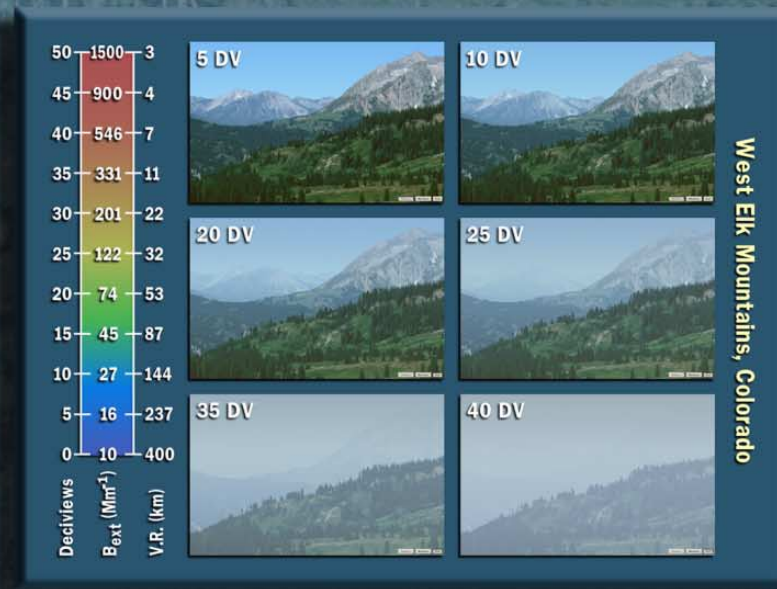 50 1500 3
45 900 4
40 546 7
35 331 11
30 201 22
25 122 32
20 74 53
15 45 87
10 27 144
5 16 237
0 10 400
Deciviews
Bext (Mm-1)
V.R. (km)
5 DV
10 DV
20 DV
25 DV
35 DV
40 DV
West Elk Mountains, Colorado